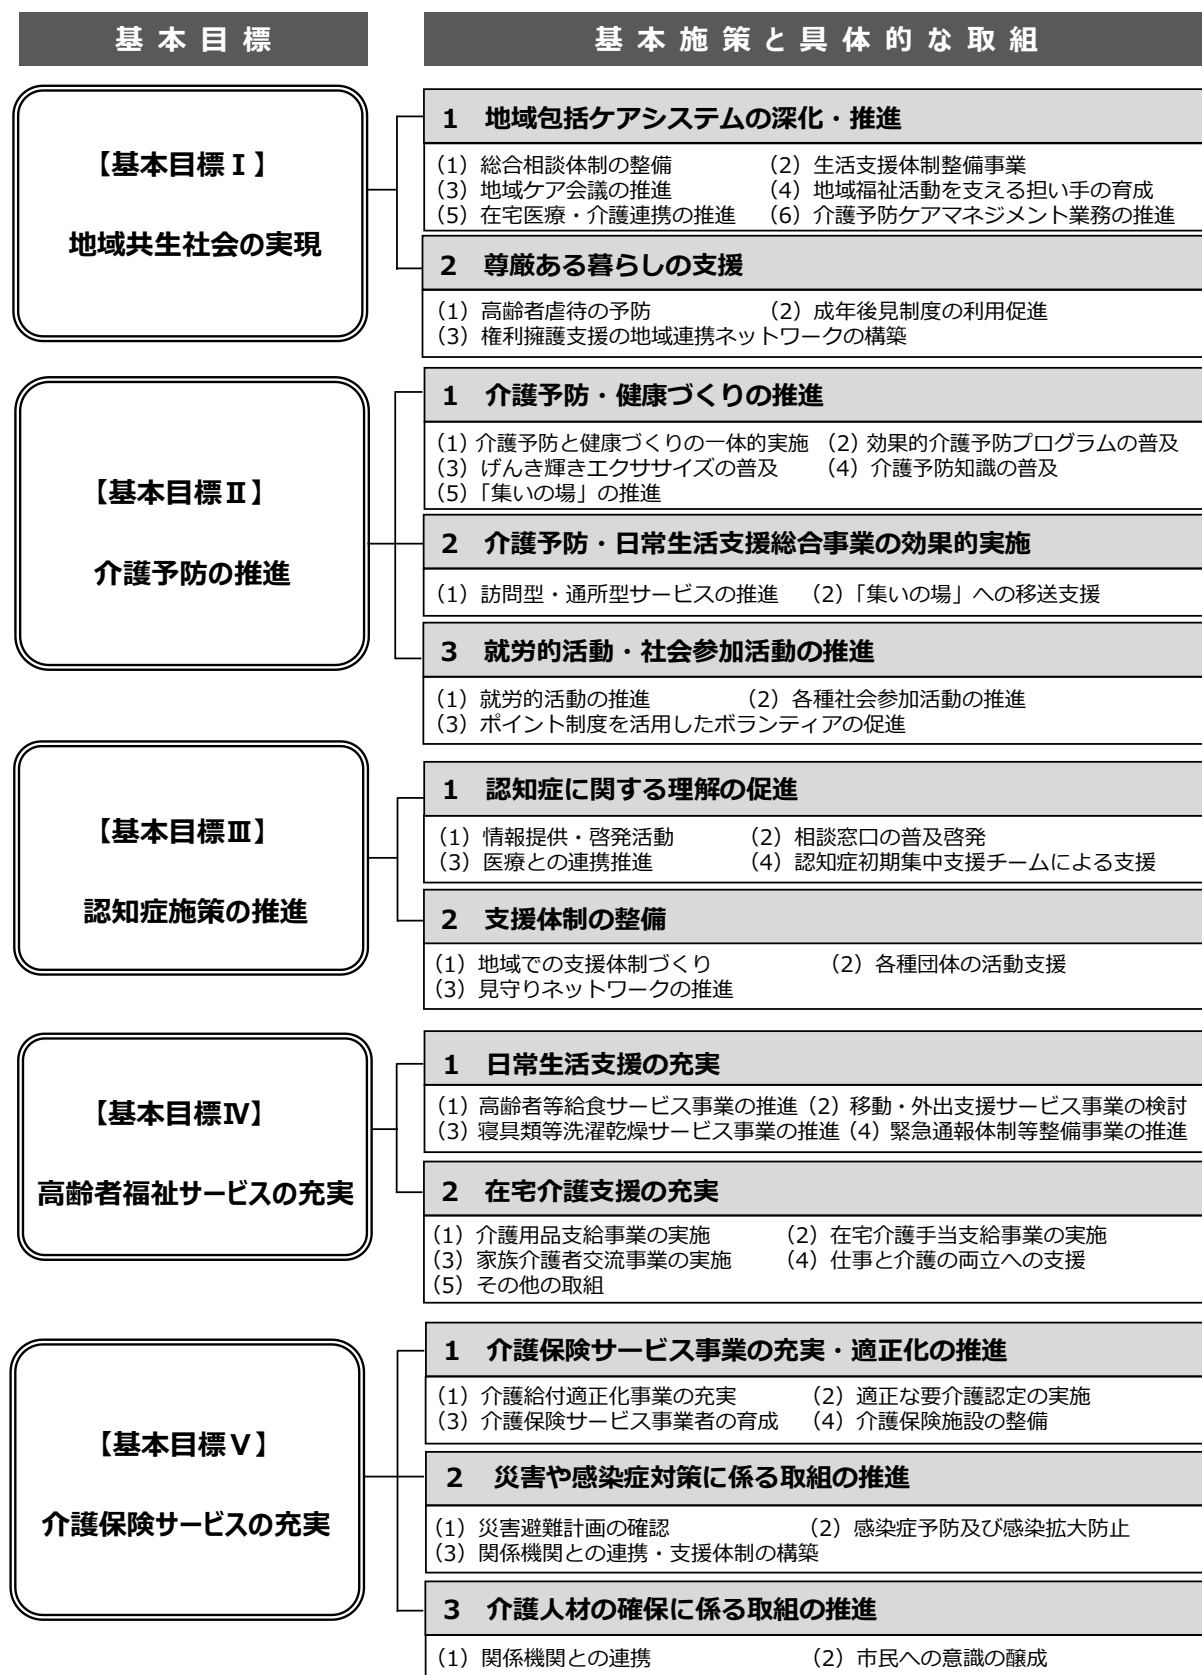 基本目標
基本施策と具体的な取組
【基本目標Ⅰ】
地域共生社会の実現
1 地域包括ケアシステムの深化・推進
（1）総合相談体制の整備 （2）生活支援体制整備事業
（3）地域ケア会議の推進 （4）地域福祉活動を支える担い手の育成
（5）在宅医療・介護連携の推進 （6）介護予防ケアマネジメント業務の推進
2 尊厳ある暮らしの支援
（1）高齢者虐待の予防 （2）成年後見制度の利用促進
（3）権利擁護支援の地域連携ネットワークの構築
【基本目標Ⅱ】
介護予防の推進
1 介護予防・健康づくりの推進
（1）介護予防と健康づくりの一体的実施 （2）効果的介護予防プログラムの普及
（3）げんき輝きエクササイズの普及 （4）介護予防知識の普及
（5）「集いの場」の推進
2 介護予防・日常生活支援総合事業の効果的実施
（1）訪問型・通所型サービスの推進 （2）「集いの場」への移送支援
3 就労的活動・社会参加活動の推進
（1）就労的活動の推進 （2）各種社会参加活動の推進
（3）ポイント制度を活用したボランティアの促進
【基本目標Ⅲ】
認知症施策の推進
1 認知症に関する理解の促進
（1）情報提供・啓発活動 （2）相談窓口の普及啓発
（3）医療との連携推進 （4）認知症初期集中支援チームによる支援
2 支援体制の整備
（1）地域での支援体制づくり （2）各種団体の活動支援
（3）見守りネットワークの推進
【基本目標Ⅳ】
高齢者福祉サービスの充実
1 日常生活支援の充実
（1）高齢者等給食サービス事業の推進（2）移動・外出支援サービス事業の検討
（3）寝具類等洗濯乾燥サービス事業の推進（4）緊急通報体制等整備事業の推進
2 在宅介護支援の充実
（1）介護用品支給事業の実施 （2）在宅介護手当支給事業の実施
（3）家族介護者交流事業の実施 （4）仕事と介護の両立への支援
（5）その他の取組
【基本目標Ⅴ】
介護保険サービスの充実
1 介護保険サービス事業の充実・適正化の推進
（1）介護給付適正化事業の充実 （2）適正な要介護認定の実施
（3）介護保険サービス事業者の育成 （4）介護保険施設の整備
2 災害や感染症対策に係る取組の推進
（1）災害避難計画の確認 （2）感染症予防及び感染拡大防止
（3）関係機関との連携・支援体制の構築
3 介護人材の確保に係る取組の推進
（1）関係機関との連携 （2）市民への意識の醸成